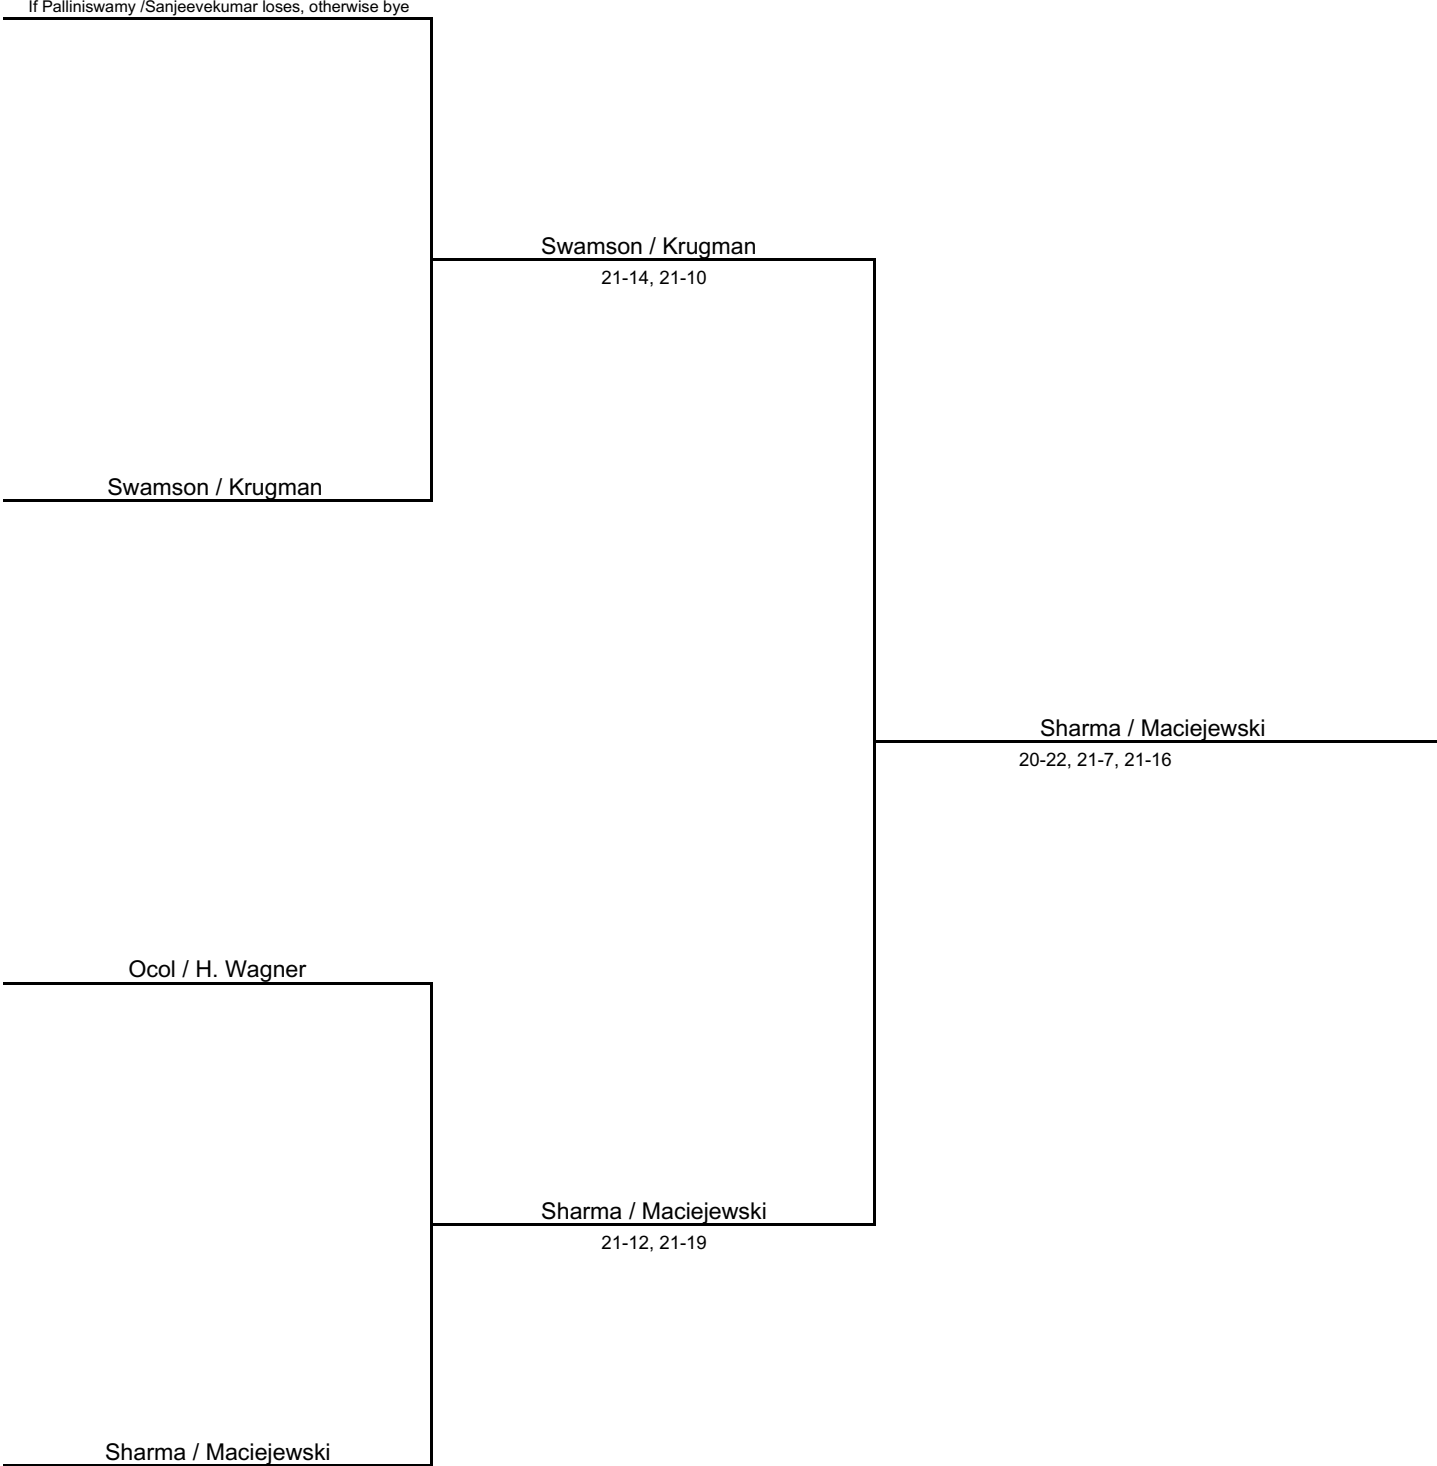 If Palliniswamy /Sanjeevekumar loses, otherwise bye
Swamson / Krugman
21-14, 21-10
Swamson / Krugman
Sharma / Maciejewski
20-22, 21-7, 21-16
Ocol / H. Wagner
Sharma / Maciejewski
21-12, 21-19
Sharma / Maciejewski